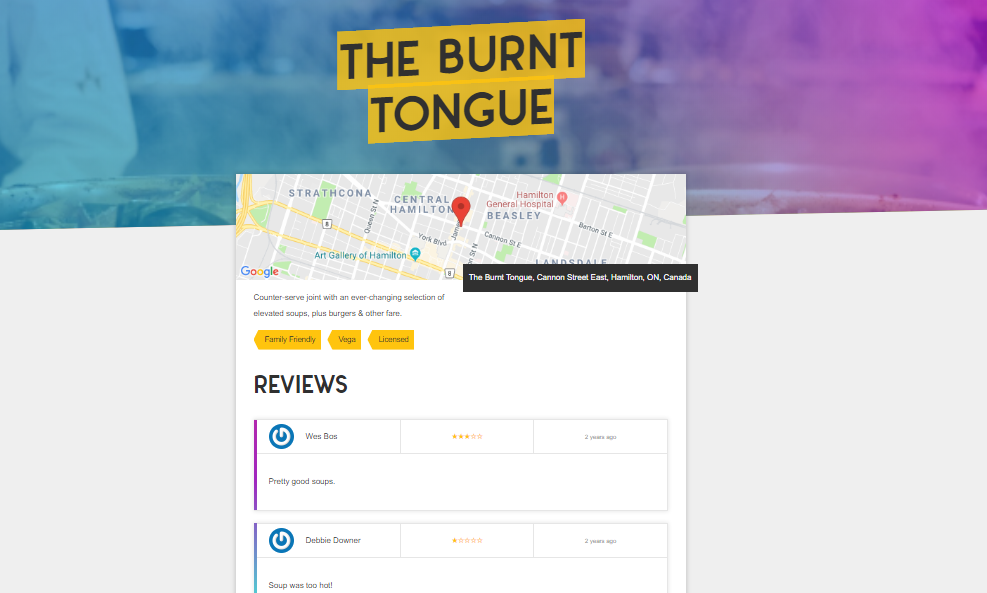 THE BURNT
TONGUE
STRATHCONA
CENTRAL
HAMILTON
Hamilton
General Hospital
H
BEASLEY
Queen St N
8
York Blvd
Cannon St E
Barton St E
Art Gallery of Hamilton
8
LANDSDALE
Google
The Burnt Tongue, Cannon Street East, Hamilton, ON, Canada
Counter-serve joint with an ever-changing selection of
elevated soups, plus burgers & other fare.
Family Friendly Vega Licensed
REVIEWS
Wes Bos ★★★☆☆ 2 years ago
Pretty good soups.
Debbie Downer ★☆☆☆☆ 2 years ago
Soup was too hot!